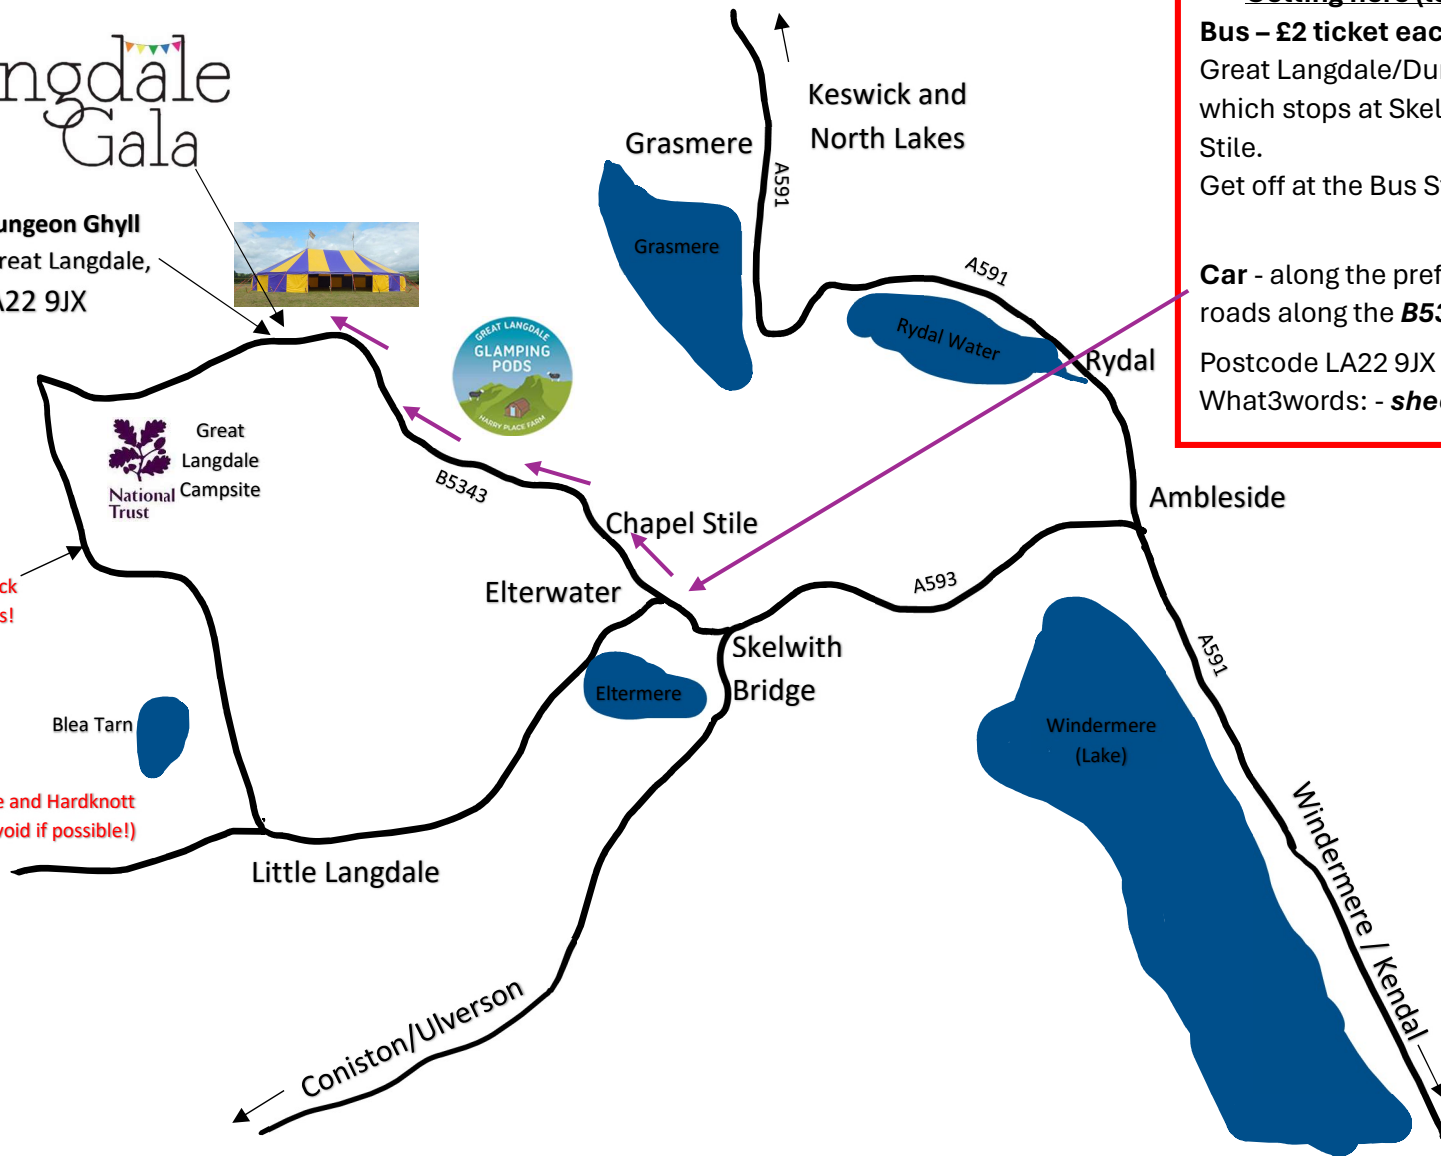 ngdale
Gala
ungeon Ghyll
reat Langdale,
A22 9JX
Keswick and
North Lakes
Grasmere
A591
Grasmere
A591
Rydal Water
Rydal
Bus – £2 ticket eac
Great Langdale/Du
which stops at Skel
Stile.
Get off at the Bus S
Car - along the pref
roads along the B53
Postcode LA22 9JX
What3words: - shee
GREAT LANGDALE
GLAMPING
PODS
HARRY PLACE FARM
Great
Langdale
Campsite
National
Trust
B5343
Chapel Stile
Ambleside
Elterwater
A593
ck
s!
Skelwith
Bridge
Eltermere
A591
Blea Tarn
Windermere
(Lake)
e and Hardknott
void if possible!)
Little Langdale
Windermere / Kendal
Coniston/Ulverson